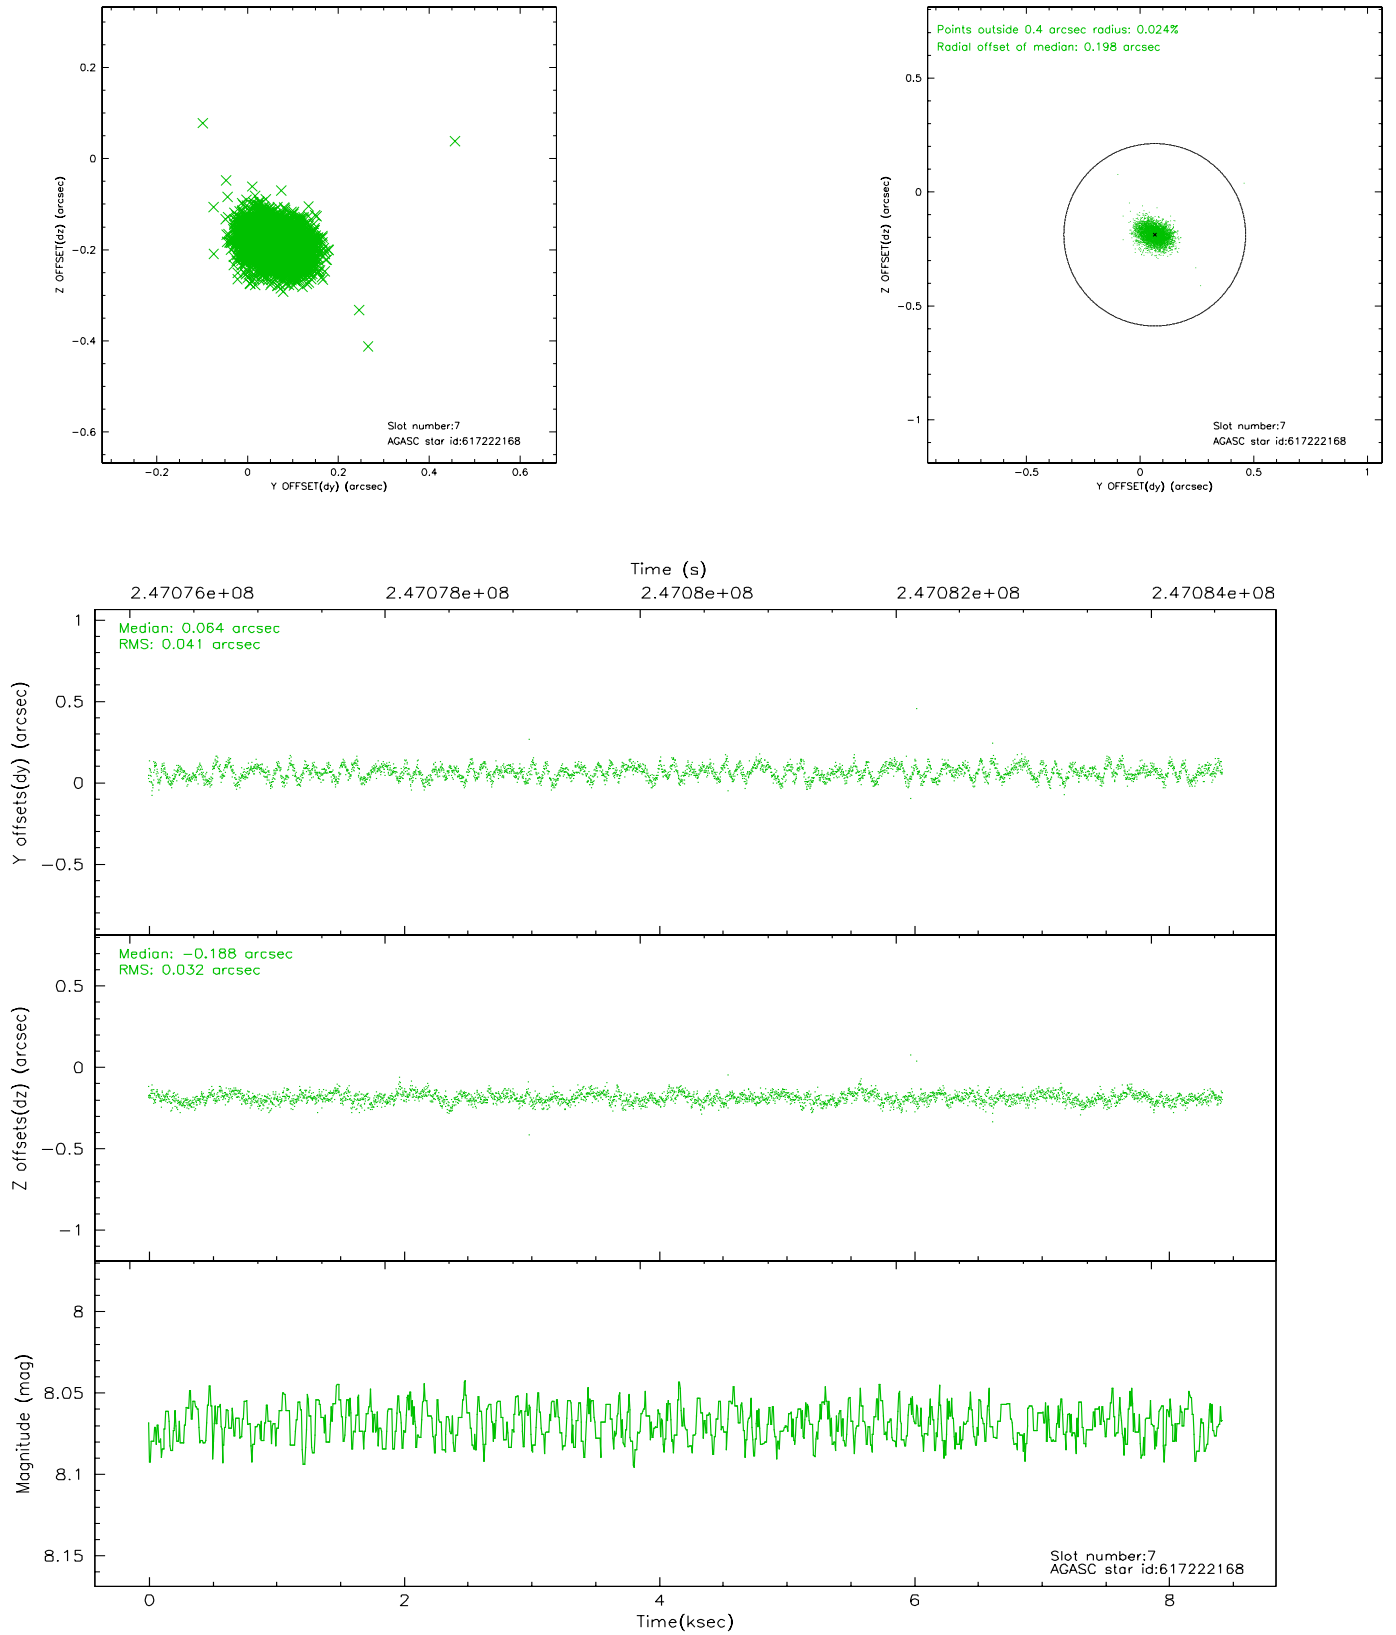 0.2
0
−0.2
−0.4
−0.6
Z OFFSET(dz) (arcsec)
Slot number:7
AGASC star id:617222168
−0.2
0
0.2
0.4
0.6
Y OFFSET(dy) (arcsec)
Points outside 0.4 arcsec radius: 0.024%
Radial offset of median: 0.198 arcsec
0.5
0
−0.5
−1
Z OFFSET(dz) (arcsec)
Slot number:7
AGASC star id:617222168
−0.5
0
0.5
1
Y OFFSET(dy) (arcsec)
Time (s)
2.47076e+08
2.47078e+08
2.4708e+08
2.47082e+08
2.47084e+08
Median: 0.064 arcsec
RMS: 0.041 arcsec
1
0.5
0
−0.5
Y offsets(dy) (arcsec)
Median: −0.188 arcsec
RMS: 0.032 arcsec
0.5
0
−0.5
−1
Z offsets(dz) (arcsec)
8
8.05
8.1
8.15
Magnitude (mag)
Slot number:7
AGASC star id:617222168
0
2
4
6
8
Time(ksec)